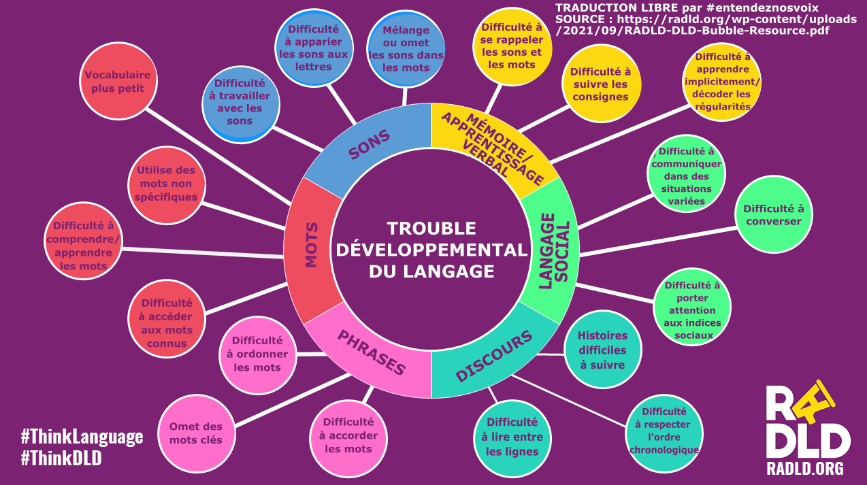 TRADUCTION LIBRE par #entendeznosvoix
SOURCE : https://radld.org/wp-content/uploads
/2021/09/RADLD-DLD-Bubble-Resource.pdf
Vocabulaire
plus petit
Difficulté
à travailler
avec les
sons
Difficulté
à apparier
les sons aux
lettres
Mélange
ou omet
les sons dans
les mots
Difficulté à
se rappeler
les sons et
les mots
Difficulté à
suivre les
consignes
Difficulté à
apprendre
implicitement/
décoder les
régularités
SONS
MÉMOIRE/
APPRENTISSAGE
VERBAL
Utilise des
mots non
spécifiques
, Difficulté à
communiquer
dans des
situations
variées
Difficulté à
converser
Difficulté à
comprendre/
apprendre
les mots
MOTS
TROUBLE
DÉVELOPPEMENTAL
DU LANGAGE
LANGAGE
SOCIAL
Difficulté
à accéder
aux mots
connus
Difficulté à
porter
attention
aux indices
sociaux
Difficulté
à ordonner
les mots
PHRASES
DISCOURS
Histoires
difficiles
à suivre
Omet des
mots clés
Difficulté
à accorder
les mots
Difficulté
à lire entre
les lignes
Difficulté
à respecter
l'ordre
chronologique
#ThinkLanguage
#ThinkDLD
RADLD
RADLD.ORG